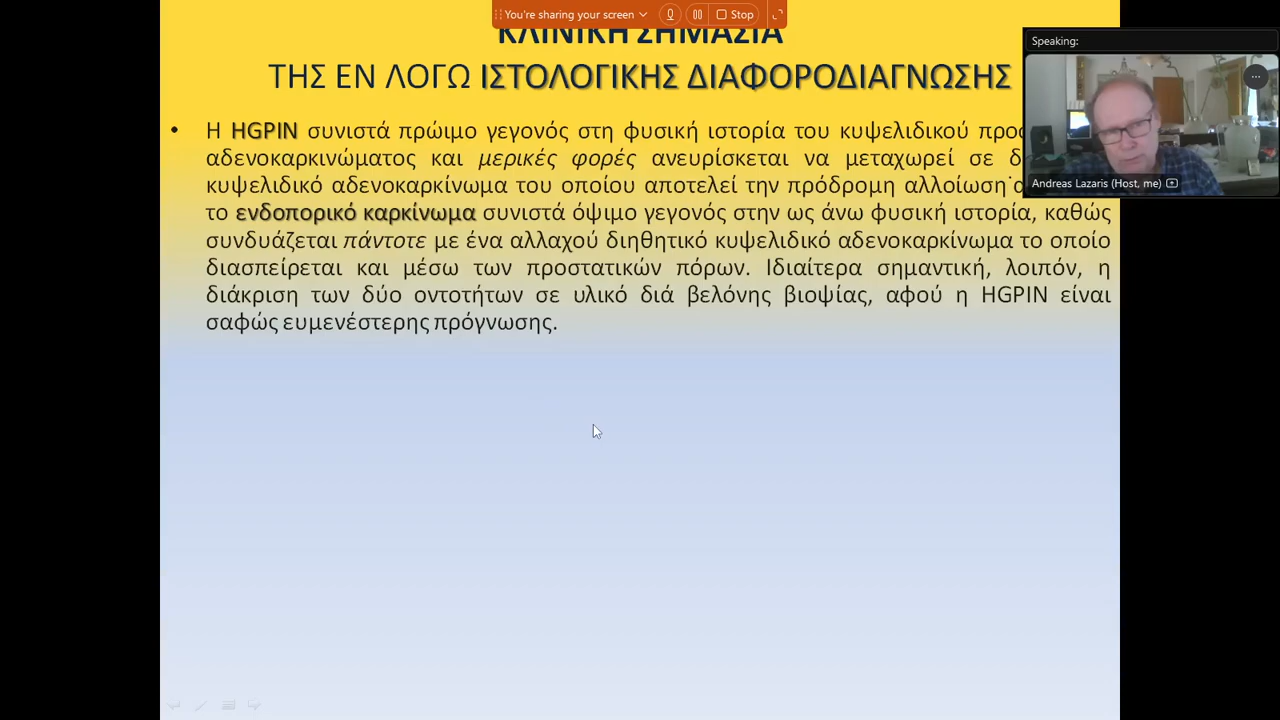 You're sharing your screen
Stop
ΚΛΙΝΙΚΗ ΣΗΜΑΣΙΑ
ΤΗΣ ΕΝ ΛΟΓΩ ΙΣΤΟΛΟΓΙΚΗΣ ΔΙΑΦΟΡΟΔΙΑΓΝΩΣΗΣ
Speaking:
Andreas Lazaris (Host, me)
• Η HGPIN συνιστά πρώιμο γεγονός στη φυσική ιστορία του κυψελιδικού
αδενοκαρκινώματος και μερικές φορές ανευρίσκεται να μεταχωρεί σε
κυψελιδικό αδενοκαρκίνωμα του οποίου αποτελεί την πρόδρομη αλλοίωση˙
το ενδοπορικό καρκίνωμα συνιστά όψιμο γεγονός στην ως άνω φυσική ιστορία, καθώς
συνδυάζεται πάντοτε με ένα αλλαχού διηθητικό κυψελιδικό αδενοκαρκίνωμα το οποίο
διασπείρεται και μέσω των προστατικών πόρων. Ιδιαίτερα σημαντική, λοιπόν, η
διάκριση των δύο οντοτήτων σε υλικό διά βελόνης βιοψίας, αφού η HGPIN είναι
σαφώς ευμενέστερης πρόγνωσης.